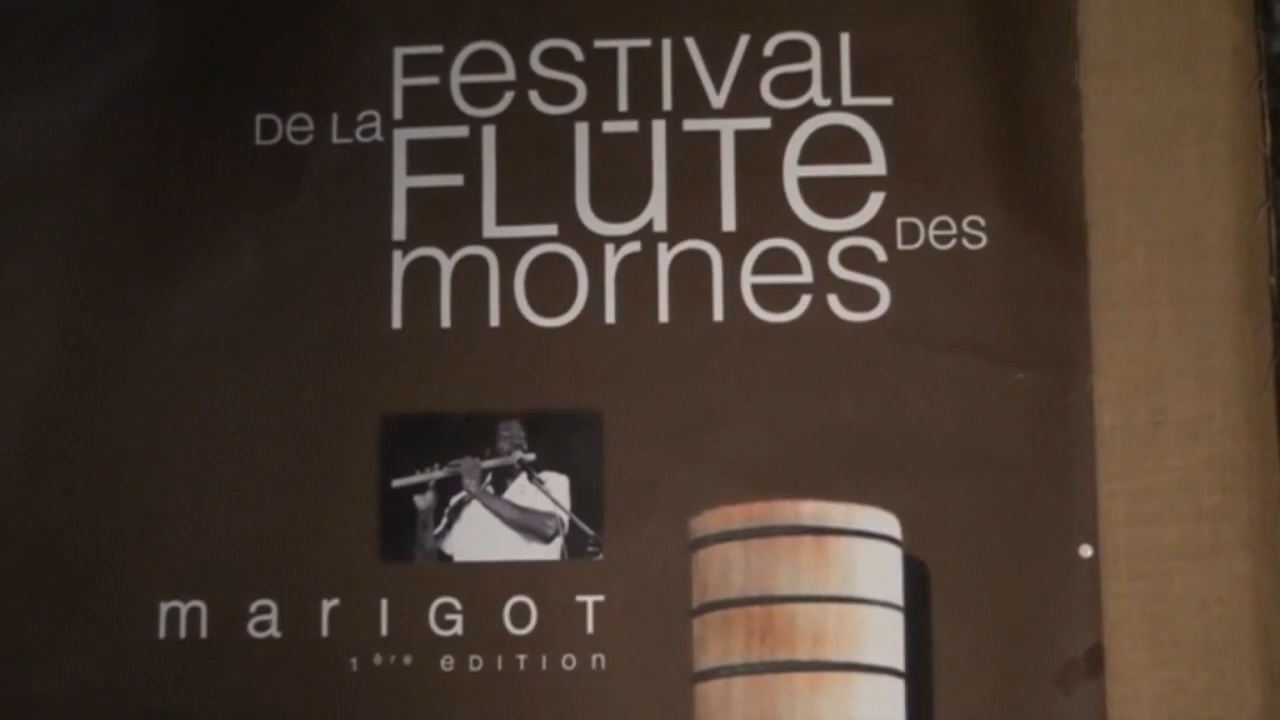 FESTIVAL
DE LA FLÛTE
DES mornes
marIGOT
1ère EDITION